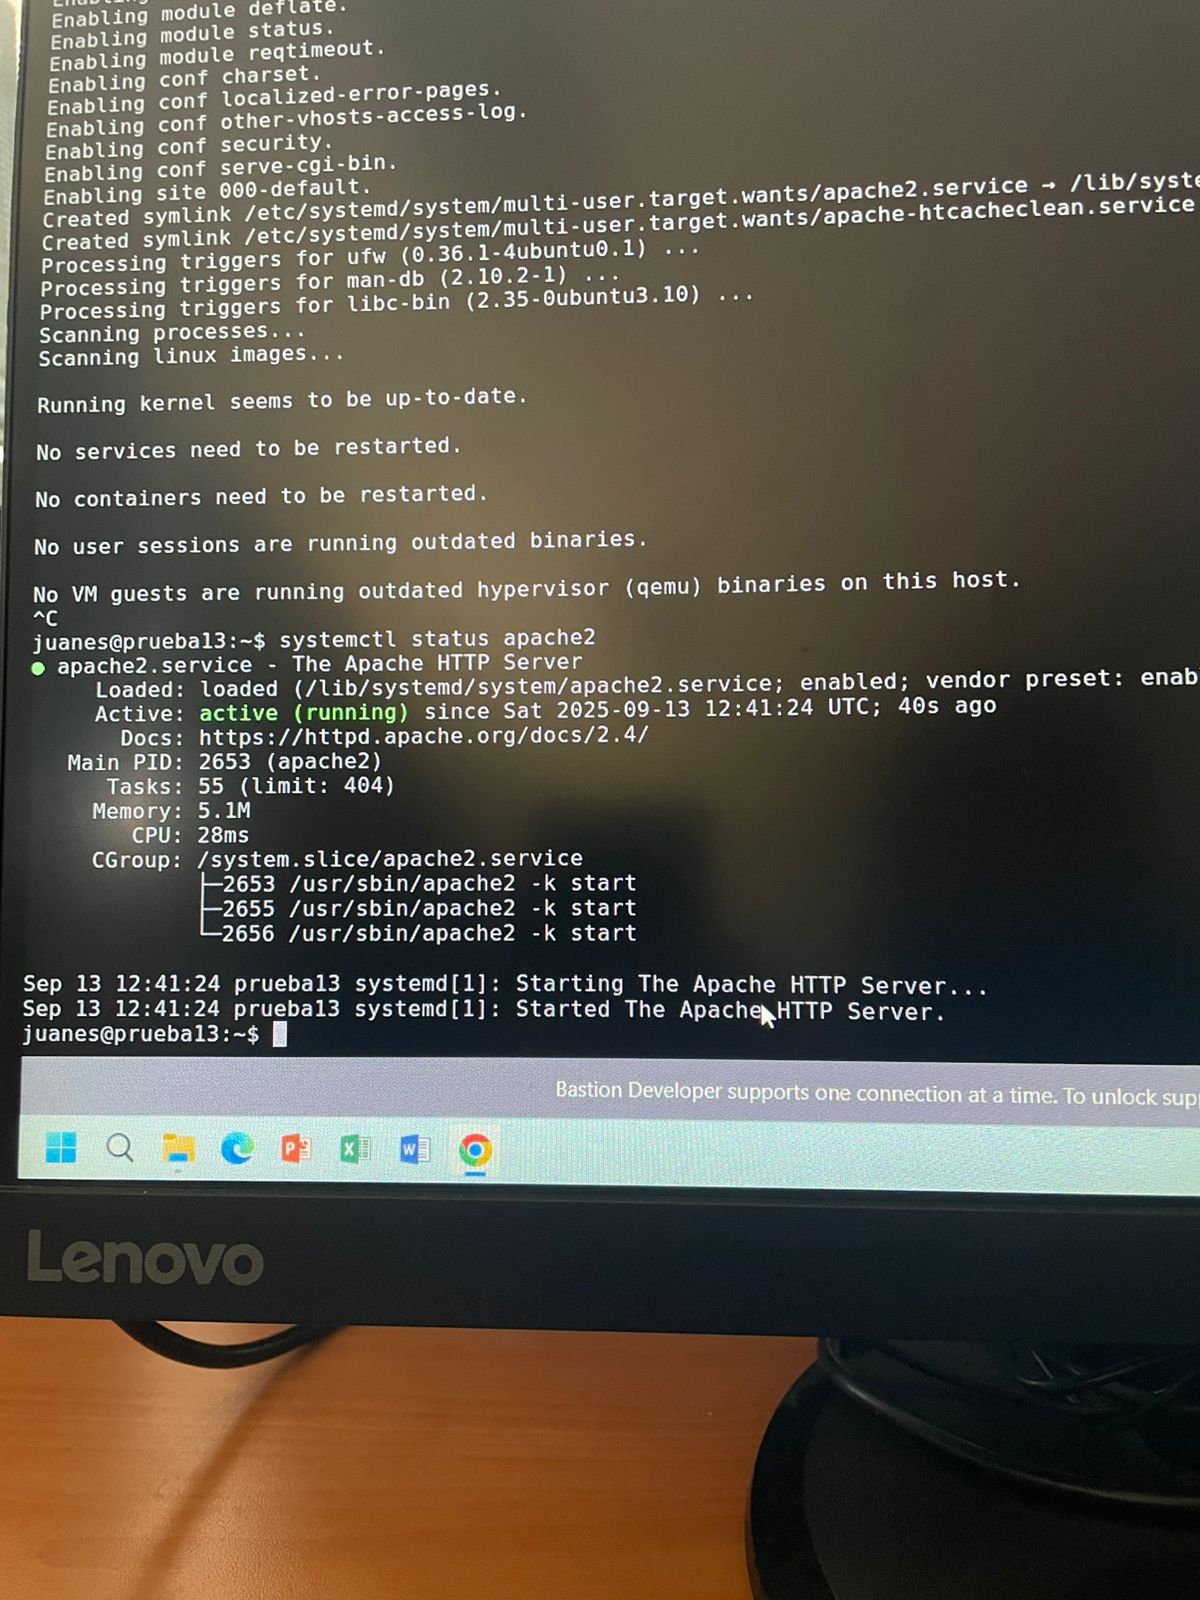 Enabling module deflate.
Enabling module status.
Enabling module reqtimeout.
Enabling conf charset.
Enabling conf localized-error-pages.
Enabling conf other-vhosts-access-log.
Enabling conf security.
Enabling conf serve-cgi-bin.
Enabling site 000-default.
Created symlink /etc/systemd/system/multi-user.target.wants/apache2.service → /lib/syste
Created symlink /etc/systemd/system/multi-user.target.wants/apache-htcacheclean.service
Processing triggers for ufw (0.36.1-4ubuntu0.1) ...
Processing triggers for man-db (2.10.2-1) ...
Processing triggers for libc-bin (2.35-0ubuntu3.10) ...
Scanning processes...
Scanning linux images...
Running kernel seems to be up-to-date.
No services need to be restarted.
No containers need to be restarted.
No user sessions are running outdated binaries.
No VM guests are running outdated hypervisor (qemu) binaries on this host.
^C
juanes@prueba13:~$ systemctl status apache2
● apache2.service - The Apache HTTP Server
Loaded: loaded (/lib/systemd/system/apache2.service; enabled; vendor preset: enab
Active: active (running) since Sat 2025-09-13 12:41:24 UTC; 40s ago
Docs: https://httpd.apache.org/docs/2.4/
Main PID: 2653 (apache2)
Tasks: 55 (limit: 404)
Memory: 5.1M
CPU: 28ms
CGroup: /system.slice/apache2.service
├─2653 /usr/sbin/apache2 -k start
├─2655 /usr/sbin/apache2 -k start
└─2656 /usr/sbin/apache2 -k start
Sep 13 12:41:24 prueba13 systemd[1]: Starting The Apache HTTP Server...
Sep 13 12:41:24 prueba13 systemd[1]: Started The Apache HTTP Server.
juanes@prueba13:~$
Bastion Developer supports one connection at a time. To unlock supp
P X W
Lenovo